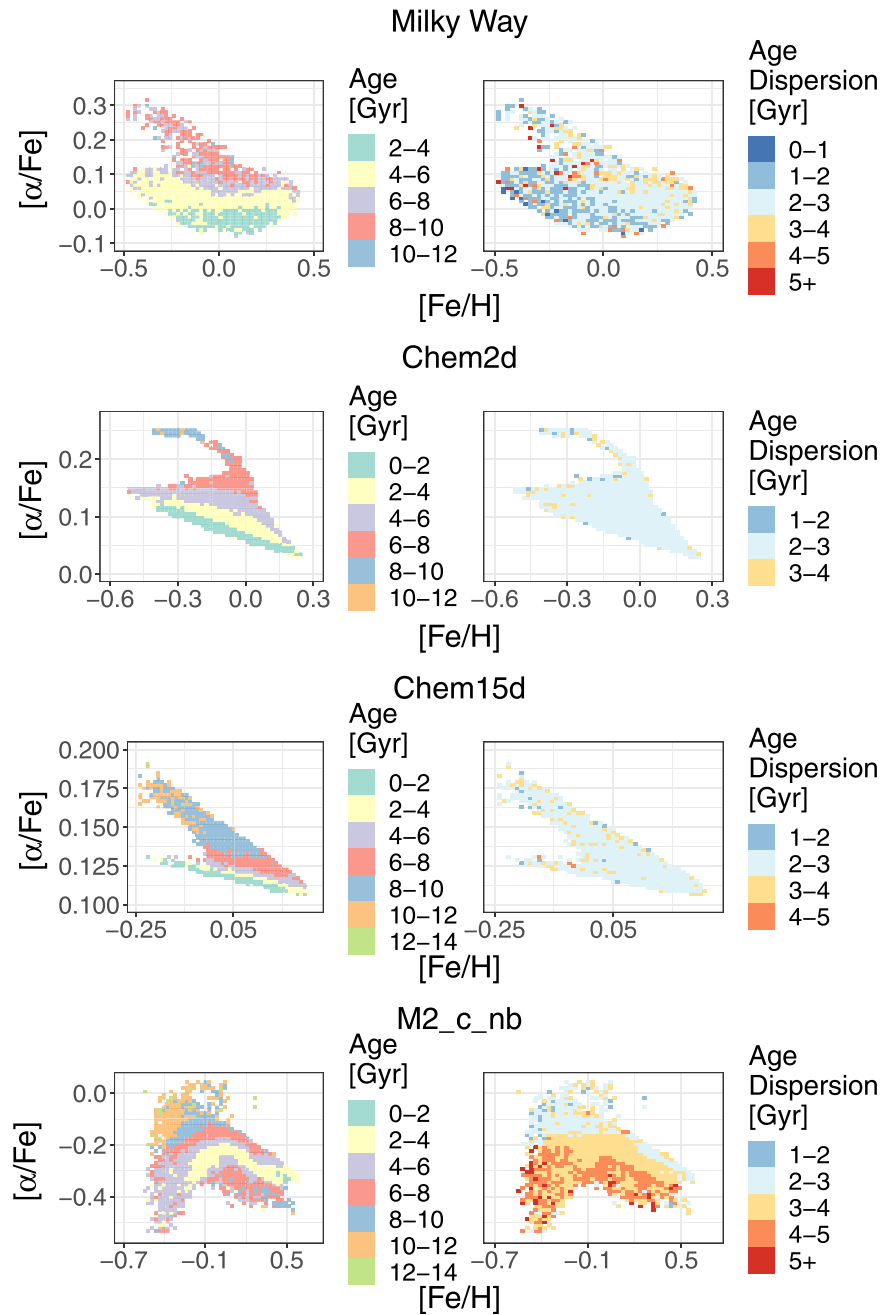 Milky Way
Age
[Gyr]
2−4
4−6
6−8
8−10
10−12
Age
Dispersion
[Gyr]
0−1
1−2
2−3
3−4
4−5
5+
[α/Fe]
0.3
0.2
0.1
0.0
−0.1
−0.5
0.0
0.5
−0.5
0.0
0.5
[Fe/H]
Chem2d
Age
[Gyr]
0−2
2−4
4−6
6−8
8−10
10−12
Age
Dispersion
[Gyr]
1−2
2−3
3−4
[α/Fe]
0.2
0.1
0.0
−0.6
−0.3
0.0
0.3
−0.6
−0.3
0.0
0.3
[Fe/H]
Chem15d
Age
[Gyr]
0−2
2−4
4−6
6−8
8−10
10−12
12−14
Age
Dispersion
[Gyr]
1−2
2−3
3−4
4−5
[α/Fe]
0.200
0.175
0.150
0.125
0.100
−0.25
0.05
−0.25
0.05
[Fe/H]
M2_c_nb
Age
[Gyr]
0−2
2−4
4−6
6−8
8−10
10−12
12−14
Age
Dispersion
[Gyr]
1−2
2−3
3−4
4−5
5+
[α/Fe]
0.0
−0.2
−0.4
−0.7
−0.1
0.5
−0.7
−0.1
0.5
[Fe/H]